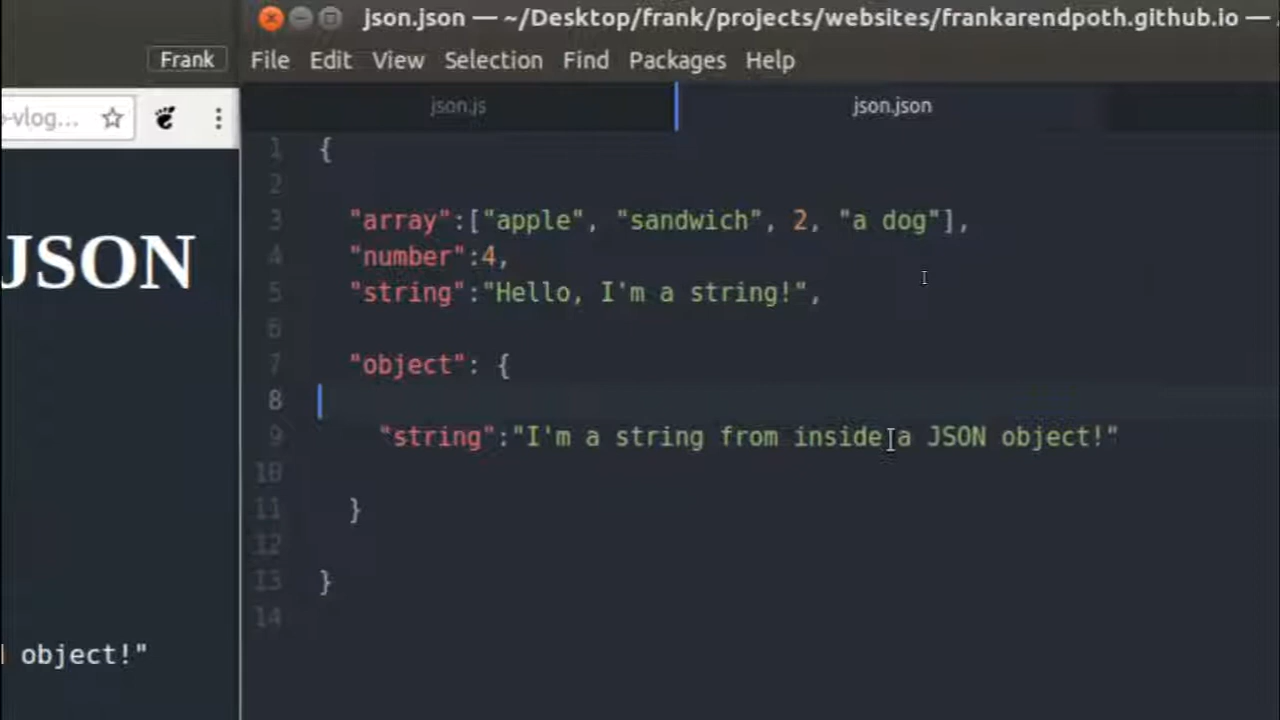 json.json — ~/Desktop/frank/projects/websites/frankarendpoth.github.io —
Frank
File Edit View Selection Find Packages Help
-vlog...
json.js
json.json
JSON
1 {
2
3 "array":["apple", "sandwich", 2, "a dog"],
4 "number":4,
5 "string":"Hello, I'm a string!",
6
7 "object": {
8
9 "string":"I'm a string from inside a JSON object!"
10
11 }
12
13 }
14
object!"